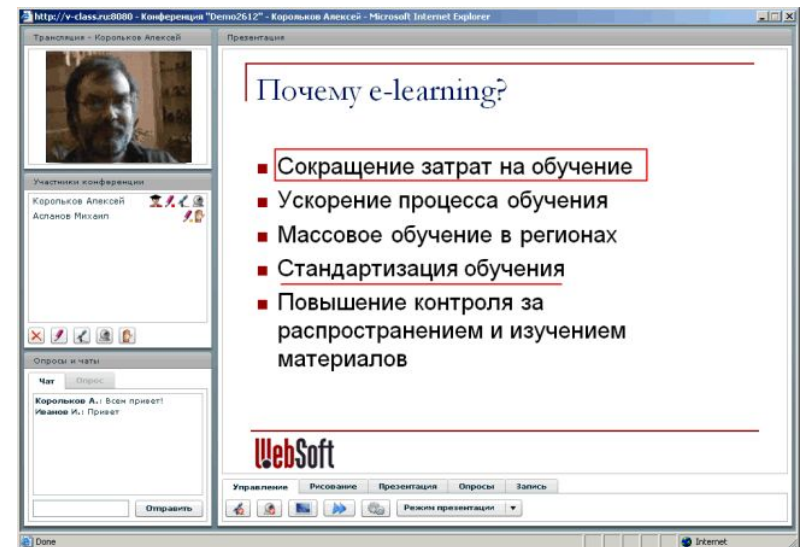 http://v-class.ru:8080 - Конференция "Demo2612" - Корольков Алексей - Microsoft Internet Explorer
Трансляция - Корольков Алексей
Презентация
Почему e-learning?
Сокращение затрат на обучение
Ускорение процесса обучения
Массовое обучение в регионах
Стандартизация обучения
Повышение контроля за
распространением и изучением
материалов
WebSoft
Участники конференции
Корольков Алексей
Аспанов Михаил
Опросы и чаты
Чат Опрос
Корольков А.: Всем привет!
Иванов И.: Привет
Отправить
Управление Рисование Презентация Опросы Запись
Режим презентации
Done
Internet